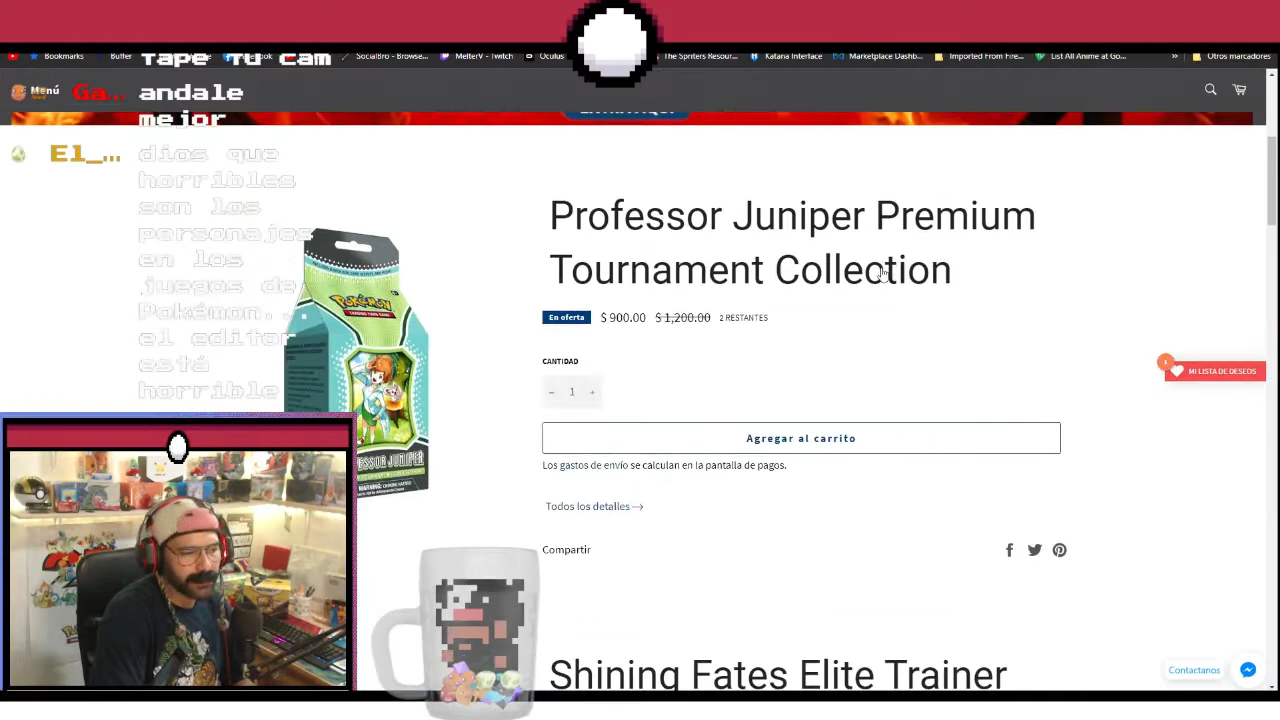 Bookmarks
Buffer
SocialBro - Browse...
MelterV - Twitch
Oculus
The Spriters Resour...
Katana Interface
Marketplace Dashb...
Imported From Fire...
List All Anime at Go...
»
Otros marcadores
Tape Tu cam
Menú
Ga...
andale
mejor
El_...
dios que
horribles
son los
personajes
en los
juegos de
Pokémon...
el editor
está
horrible
Professor Juniper Premium
Tournament Collection
En oferta
$ 900.00
$ 1,200.00
2 RESTANTES
CANTIDAD
− 1 +
Agregar al carrito
Los gastos de envío se calculan en la pantalla de pagos.
Todos los detalles →
Compartir
MI LISTA DE DESEOS
POKéMON
PROFESSOR JUNIPER
Shining Fates Elite Trainer
Contactanos